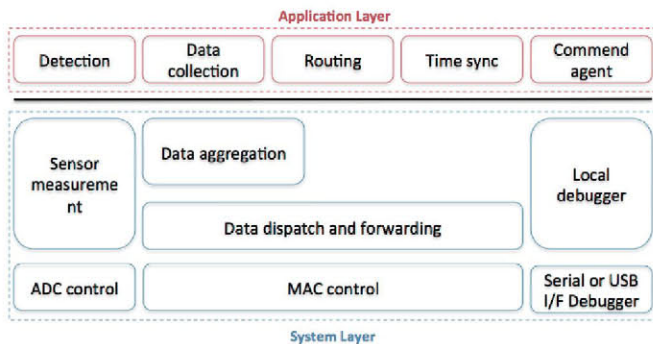 Application Layer
Detection
Data
collection
Routing
Time sync
Commend
agent
Sensor
measureme
nt
Data aggregation
Local
debugger
Data dispatch and forwarding
ADC control
MAC control
Serial or USB
I/F Debugger
System Layer